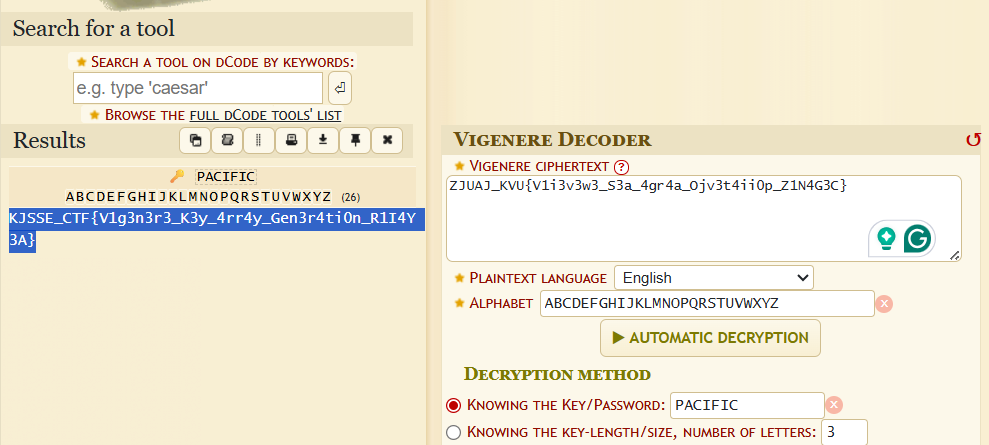 Search for a tool
SEARCH A TOOL ON DCODE BY KEYWORDS:
e.g. type 'caesar'
BROWSE THE FULL DCODE TOOLS' LIST
Results
PACIFIC
ABCDEFGHIJKLMNOPQRSTUVWXYZ (26)
KJSSE_CTF{V1g3n3r3_K3y_4rr4y_Gen3r4ti0n_R1I4Y
3A}
VIGENERE DECODER
VIGENERE CIPHERTEXT ?
ZJUAJ_KVU{V1i3v3w3_S3a_4gr4a_Ojv3t4ii0p_Z1N4G3C}
PLAINTEXT LANGUAGE English
ALPHABET ABCDEFGHIJKLMNOPQRSTUVWXYZ
AUTOMATIC DECRYPTION
DECRYPTION METHOD
KNOWING THE KEY/PASSWORD: PACIFIC
KNOWING THE KEY-LENGTH/SIZE, NUMBER OF LETTERS: 3